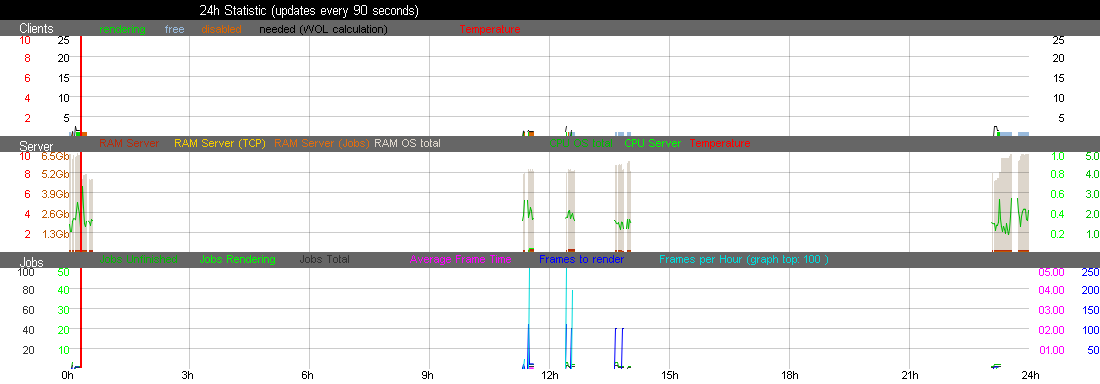 24h Statistic (updates every 90 seconds)
Clients rendering free disabled needed (WOL calculation) Temperature
10 25 25
8 20 20
6 15 15
4 10 10
2 5 5
Server RAM Server RAM Server (TCP) RAM Server (Jobs) RAM OS total CPU Server Temperature
10 6.5Gb 1.0 5.0
8 5.2Gb 0.8 4.0
6 3.9Gb 0.6 3.0
4 2.6Gb 0.4 2.0
2 1.3Gb 0.2 1.0
Jobs Jobs Rendering Jobs Total Average Frame Time Frames to render Frames per Hour (graph top: 100 )
100 50 05.00 250
80 40 04.00 200
60 30 03.00 150
40 20 02.00 100
20 10 01.00 50
0h 3h 6h 9h 12h 15h 18h 21h 24h